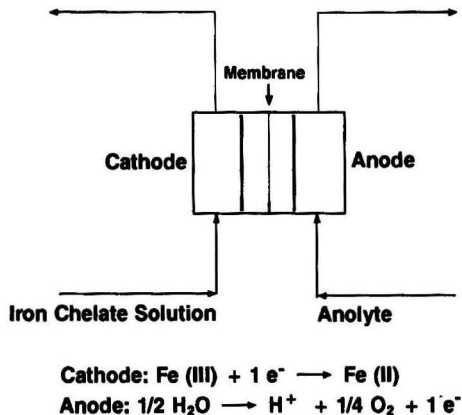 Membrane
Cathode
Anode
Iron Chelate Solution
Anolyte
Cathode: Fe (III) + 1 e⁻ ⟶ Fe (II)
Anode: 1/2 H₂O ⟶ H⁺ + 1/4 O₂ + 1 e⁻